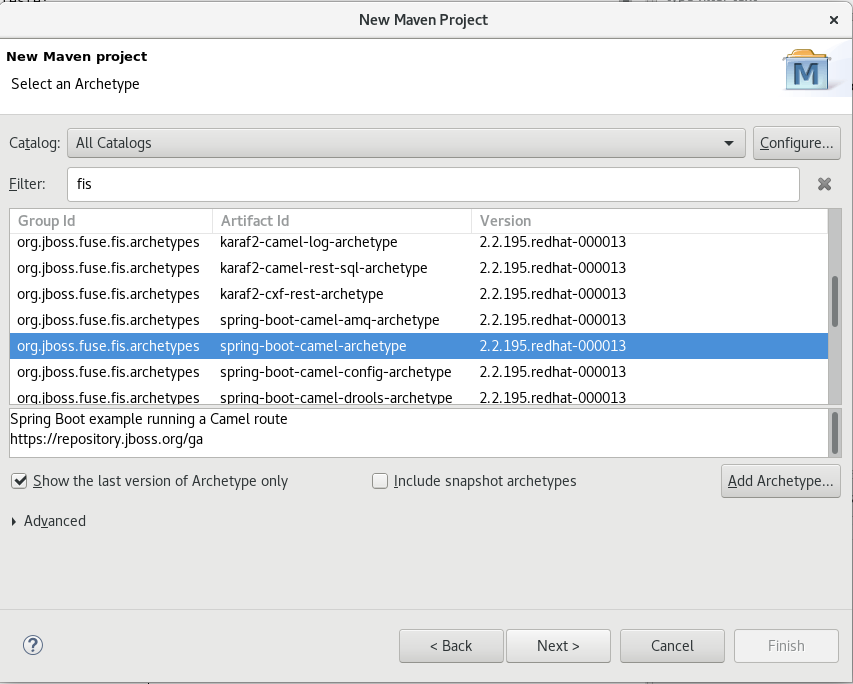 New Maven Project
New Maven project
Select an Archetype
M
Catalog: All Catalogs Configure...
Filter: fis
Group Id Artifact Id Version
org.jboss.fuse.fis.archetypes karaf2-camel-log-archetype 2.2.195.redhat-000013
org.jboss.fuse.fis.archetypes karaf2-camel-rest-sql-archetype 2.2.195.redhat-000013
org.jboss.fuse.fis.archetypes karaf2-cxf-rest-archetype 2.2.195.redhat-000013
org.jboss.fuse.fis.archetypes spring-boot-camel-amq-archetype 2.2.195.redhat-000013
org.jboss.fuse.fis.archetypes spring-boot-camel-archetype 2.2.195.redhat-000013
org.jboss.fuse.fis.archetypes spring-boot-camel-config-archetype 2.2.195.redhat-000013
org.jboss.fuse.fis.archetypes spring-boot-camel-drools-archetype 2.2.195.redhat-000013
Spring Boot example running a Camel route
https://repository.jboss.org/ga
Show the last version of Archetype only Include snapshot archetypes Add Archetype...
Advanced
? < Back Next > Cancel Finish